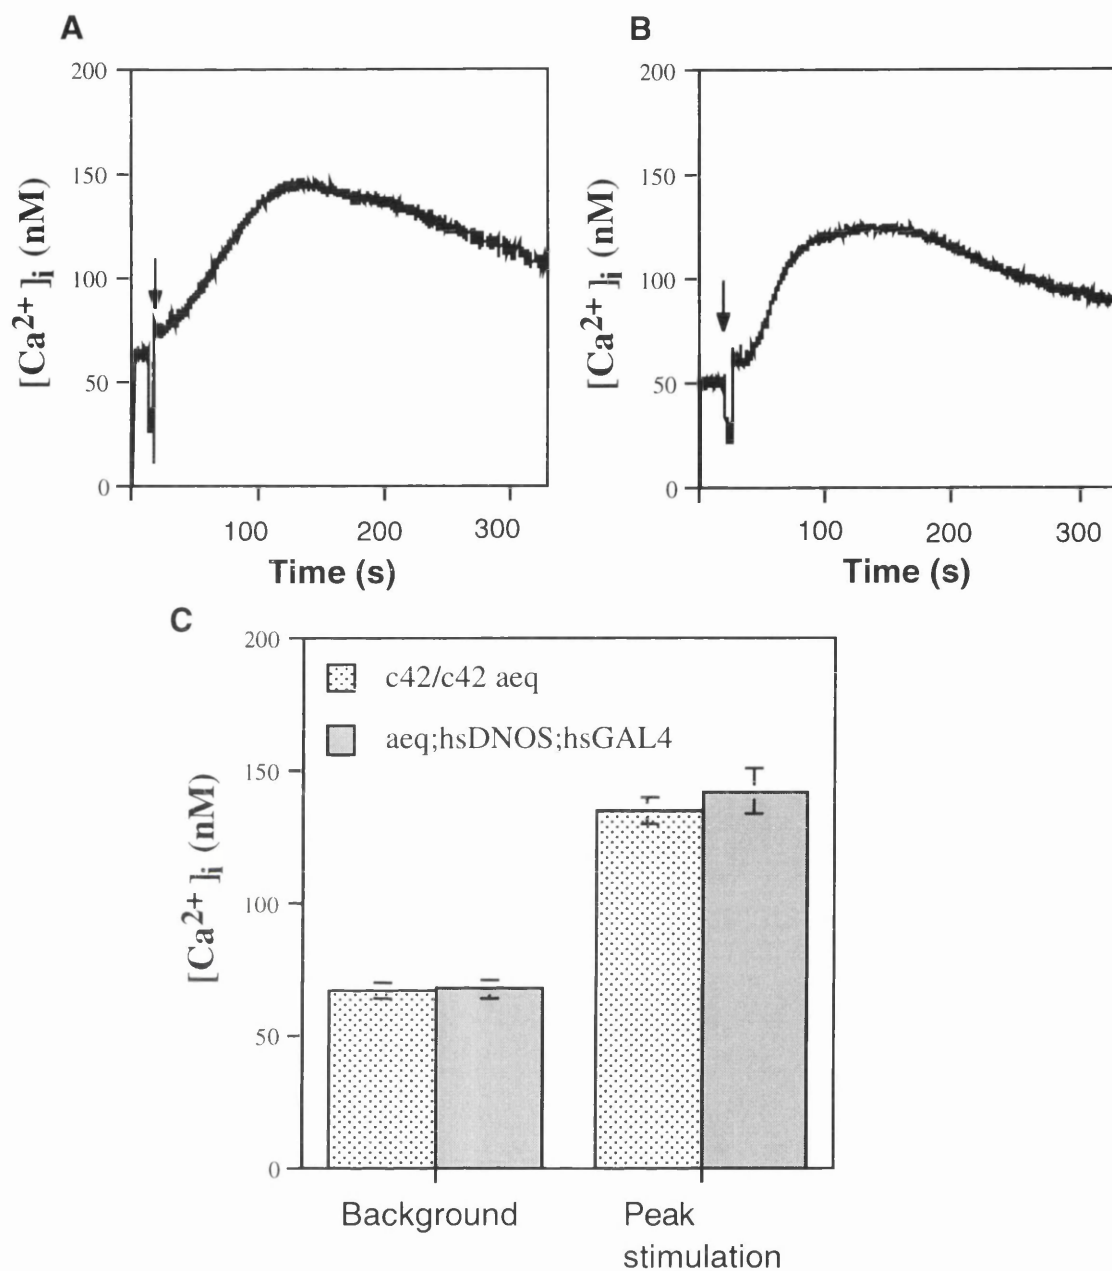 A
200
150
100
50
0
[Ca2+]i (nM)
100 200 300
Time (s)
B
200
150
100
50
0
[Ca2+]i (nM)
100 200 300
Time (s)
C
200
150
100
50
0
[Ca2+]i (nM)
c42/c42 aeq
aeq;hsDNOS;hsGAL4
Background
Peak
stimulation